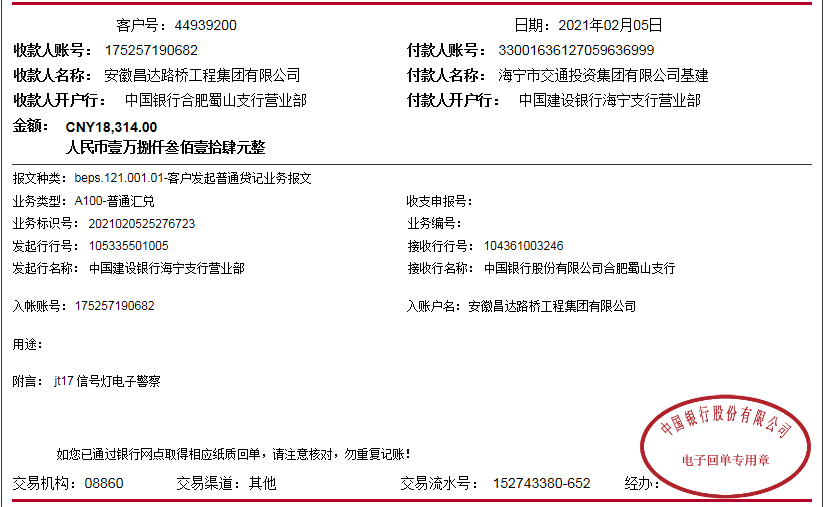 客户号：44939200 日期：2021年02月05日
收款人账号：175257190682 付款人账号：33001636127059636999
收款人名称：安徽昌达路桥工程集团有限公司 付款人名称：海宁市交通投资集团有限公司基建
收款人开户行：中国银行合肥蜀山支行营业部 付款人开户行：中国建设银行海宁支行营业部
金额：CNY18,314.00
人民币壹万捌仟叁佰壹拾肆元整
报文种类：beps.121.001.01-客户发起普通贷记业务报文
业务类型：A100-普通汇兑 收支申报号：
业务标识号：2021020525276723 业务编号：
发起行行号：105335501005 接收行行号：104361003246
发起行名称：中国建设银行海宁支行营业部 接收行名称：中国银行股份有限公司合肥蜀山支行
入帐账号：175257190682 入账户名：安徽昌达路桥工程集团有限公司
用途：
附言：jt17 信号灯电子警察
中国银行股份有限公司
电子回单专用章
如您已通过银行网点取得相应纸质回单，请注意核对，勿重复记账！
交易机构：08860 交易渠道：其他 交易流水号：152743380-652 经办：